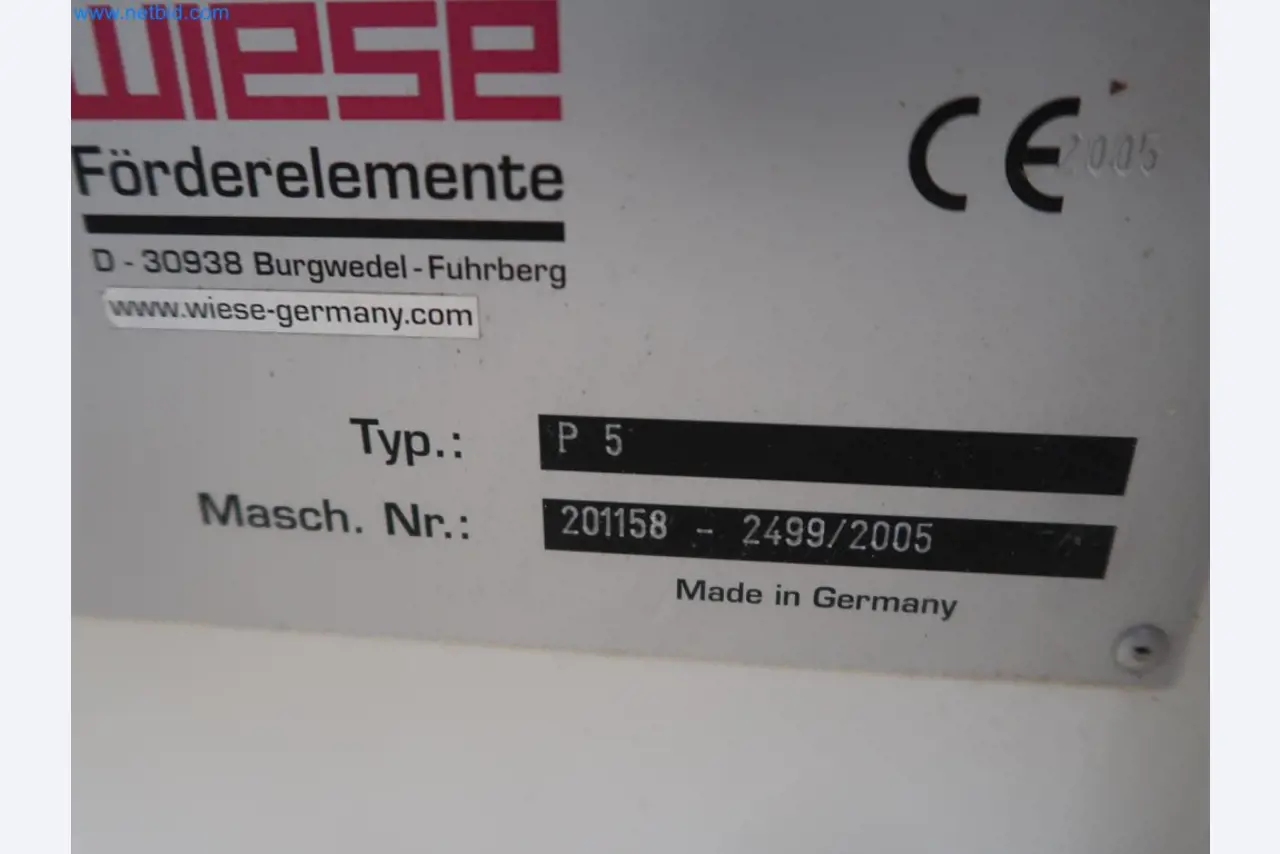 www.netbid.com
WIESE
Förderelemente
CE 2005
D - 30938 Burgwedel - Fuhrberg
www.wiese-germany.com
Typ.: P 5
Masch. Nr.: 201158 - 2499/2005
Made in Germany